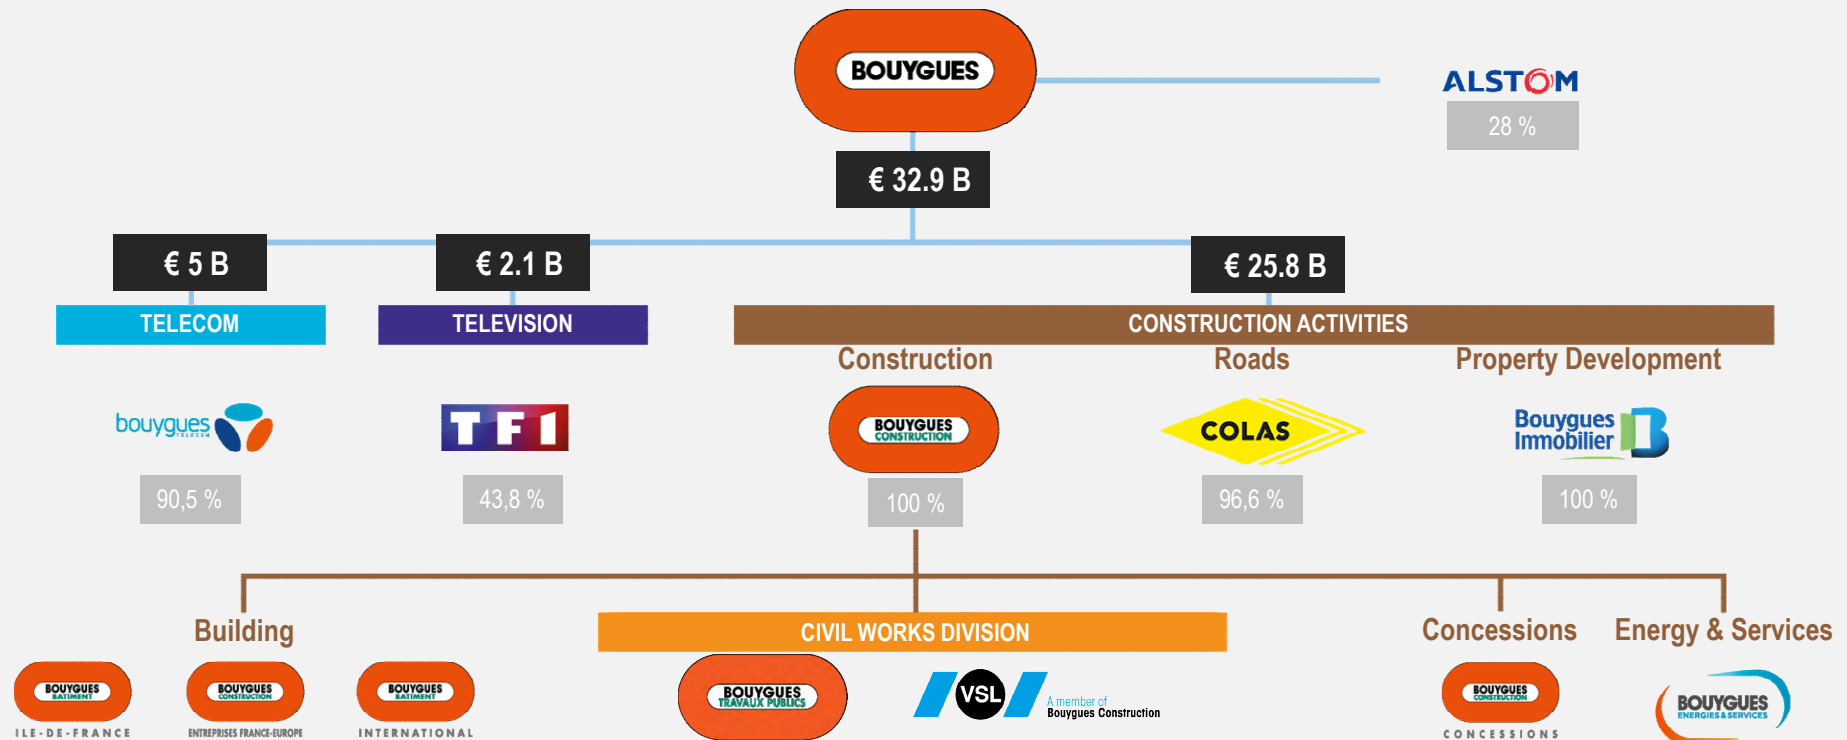 BOUYGUES
ALSTOM
28 %
€ 32.9 B
€ 5 B
€ 2.1 B
€ 25.8 B
TELECOM
TELEVISION
CONSTRUCTION ACTIVITIES
Construction
Roads
Property Development
bouygues
TELECOM
TF1
BOUYGUES
CONSTRUCTION
COLAS
Bouygues
Immobilier
90,5 %
43,8 %
100 %
96,6 %
100 %
Building
CIVIL WORKS DIVISION
Concessions
Energy & Services
BOUYGUES
BATIMENT
ILE-DE-FRANCE
BOUYGUES
CONSTRUCTION
ENTREPRISES FRANCE-EUROPE
BOUYGUES
BATIMENT
INTERNATIONAL
BOUYGUES
TRAVAUX PUBLICS
VSL
A member of
Bouygues Construction
BOUYGUES
CONSTRUCTION
CONCESSIONS
BOUYGUES
ENERGIES & SERVICES